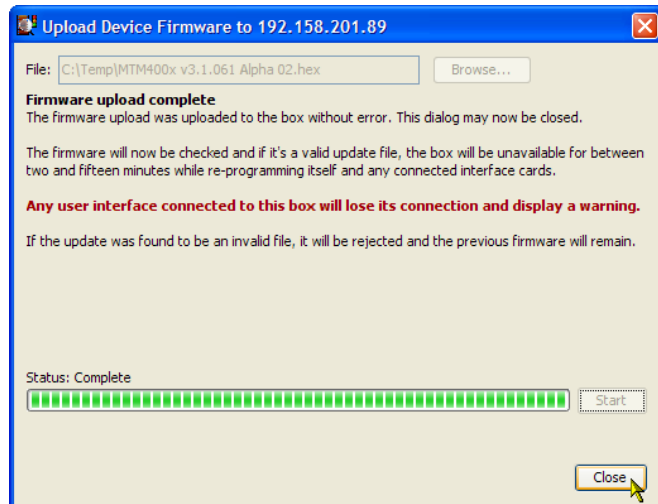 Upload Device Firmware to 192.158.201.89
File: C:\Temp\MTM400x v3.1.061 Alpha 02.hex Browse...
Firmware upload complete
The firmware upload was uploaded to the box without error. This dialog may now be closed.
The firmware will now be checked and if it's a valid update file, the box will be unavailable for between
two and fifteen minutes while re-programming itself and any connected interface cards.
Any user interface connected to this box will lose its connection and display a warning.
If the update was found to be an invalid file, it will be rejected and the previous firmware will remain.
Status: Complete
Start
Close